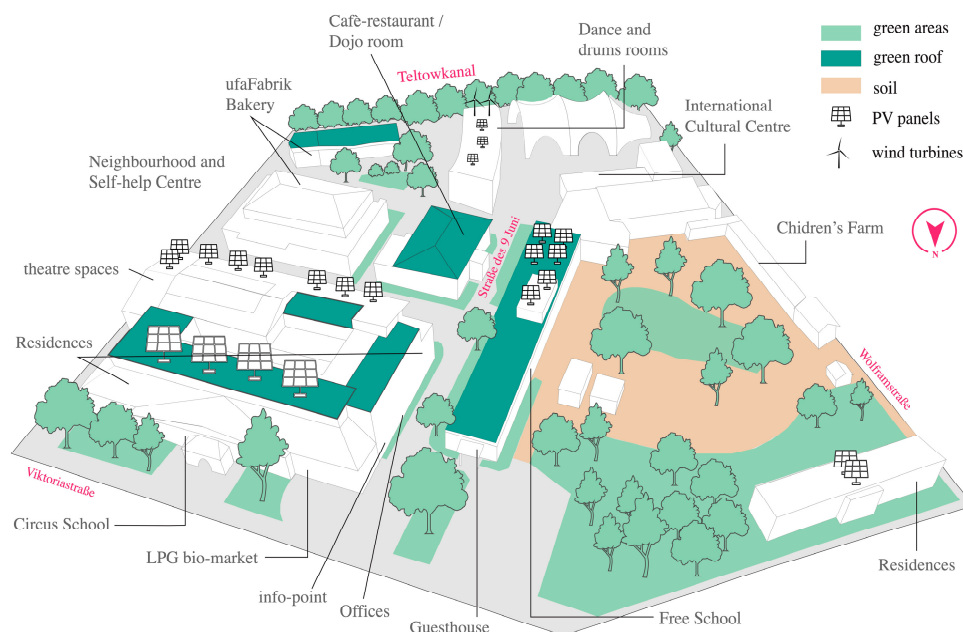 Cafè-restaurant /
Dojo room
Dance and
drums rooms
green areas
green roof
soil
PV panels
wind turbines
Teltowkanal
ufaFabrik
Bakery
International
Cultural Centre
Neighbourhood and
Self-help Centre
Chidren's Farm
N
theatre spaces
Straße des 9 Juni
Residences
Wolframstraße
Viktoriastraße
Circus School
LPG bio-market
info-point
Offices
Guesthouse
Free School
Residences